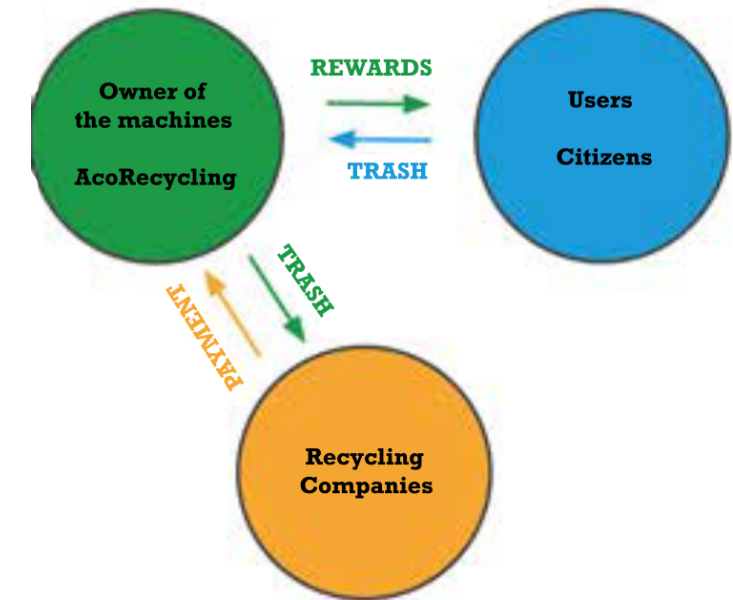 Owner of
the machines
AcoRecycling
REWARDS
TRASH
Users
Citizens
TRASH
PAYMENT
Recycling
Companies